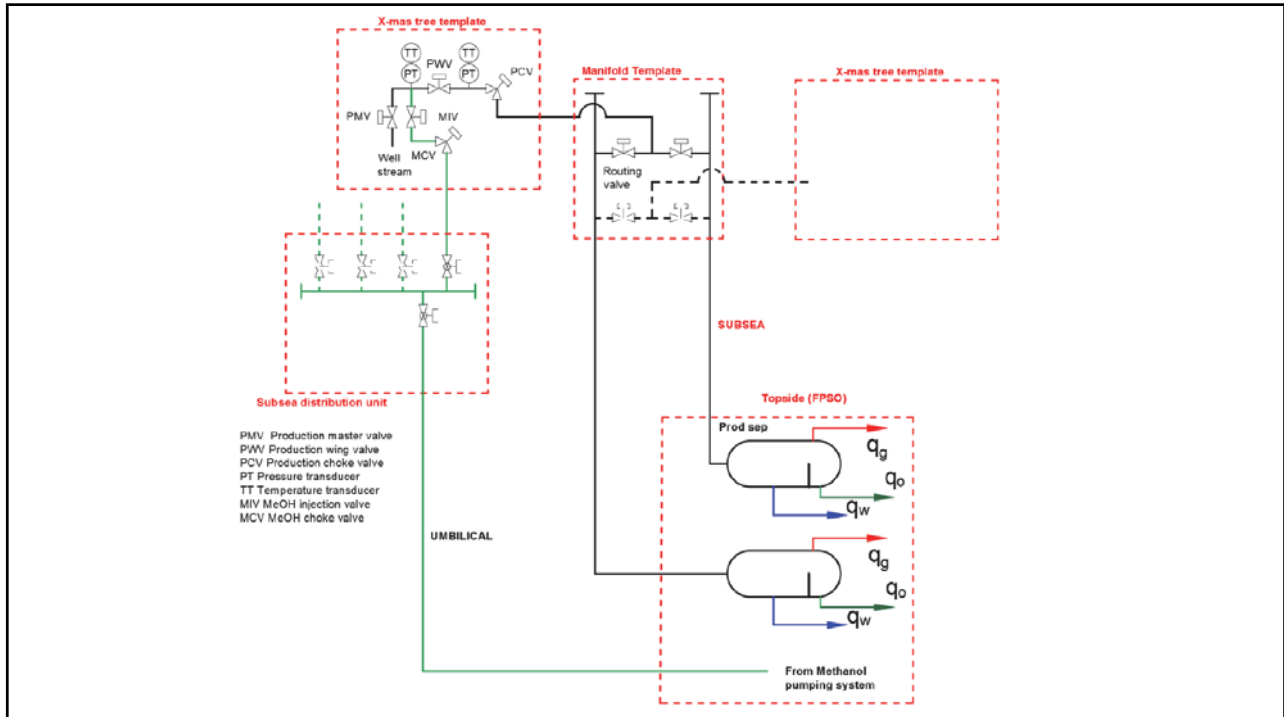 X-mas tree template
TT
TT
PT
PWV
PT
PCV
PMV
MIV
MCV
Well
stream
Manifold Template
Routing
valve
X-mas tree template
SUBSEA
Subsea distribution unit
PMV Production master valve
PWV Production wing valve
PCV Production choke valve
PT Pressure transducer
TT Temperature transducer
MIV MeOH injection valve
MCV MeOH choke valve
UMBILICAL
Topside (FPSO)
Prod sep
qg
qo
qw
qg
qo
qw
From Methanol
pumping system